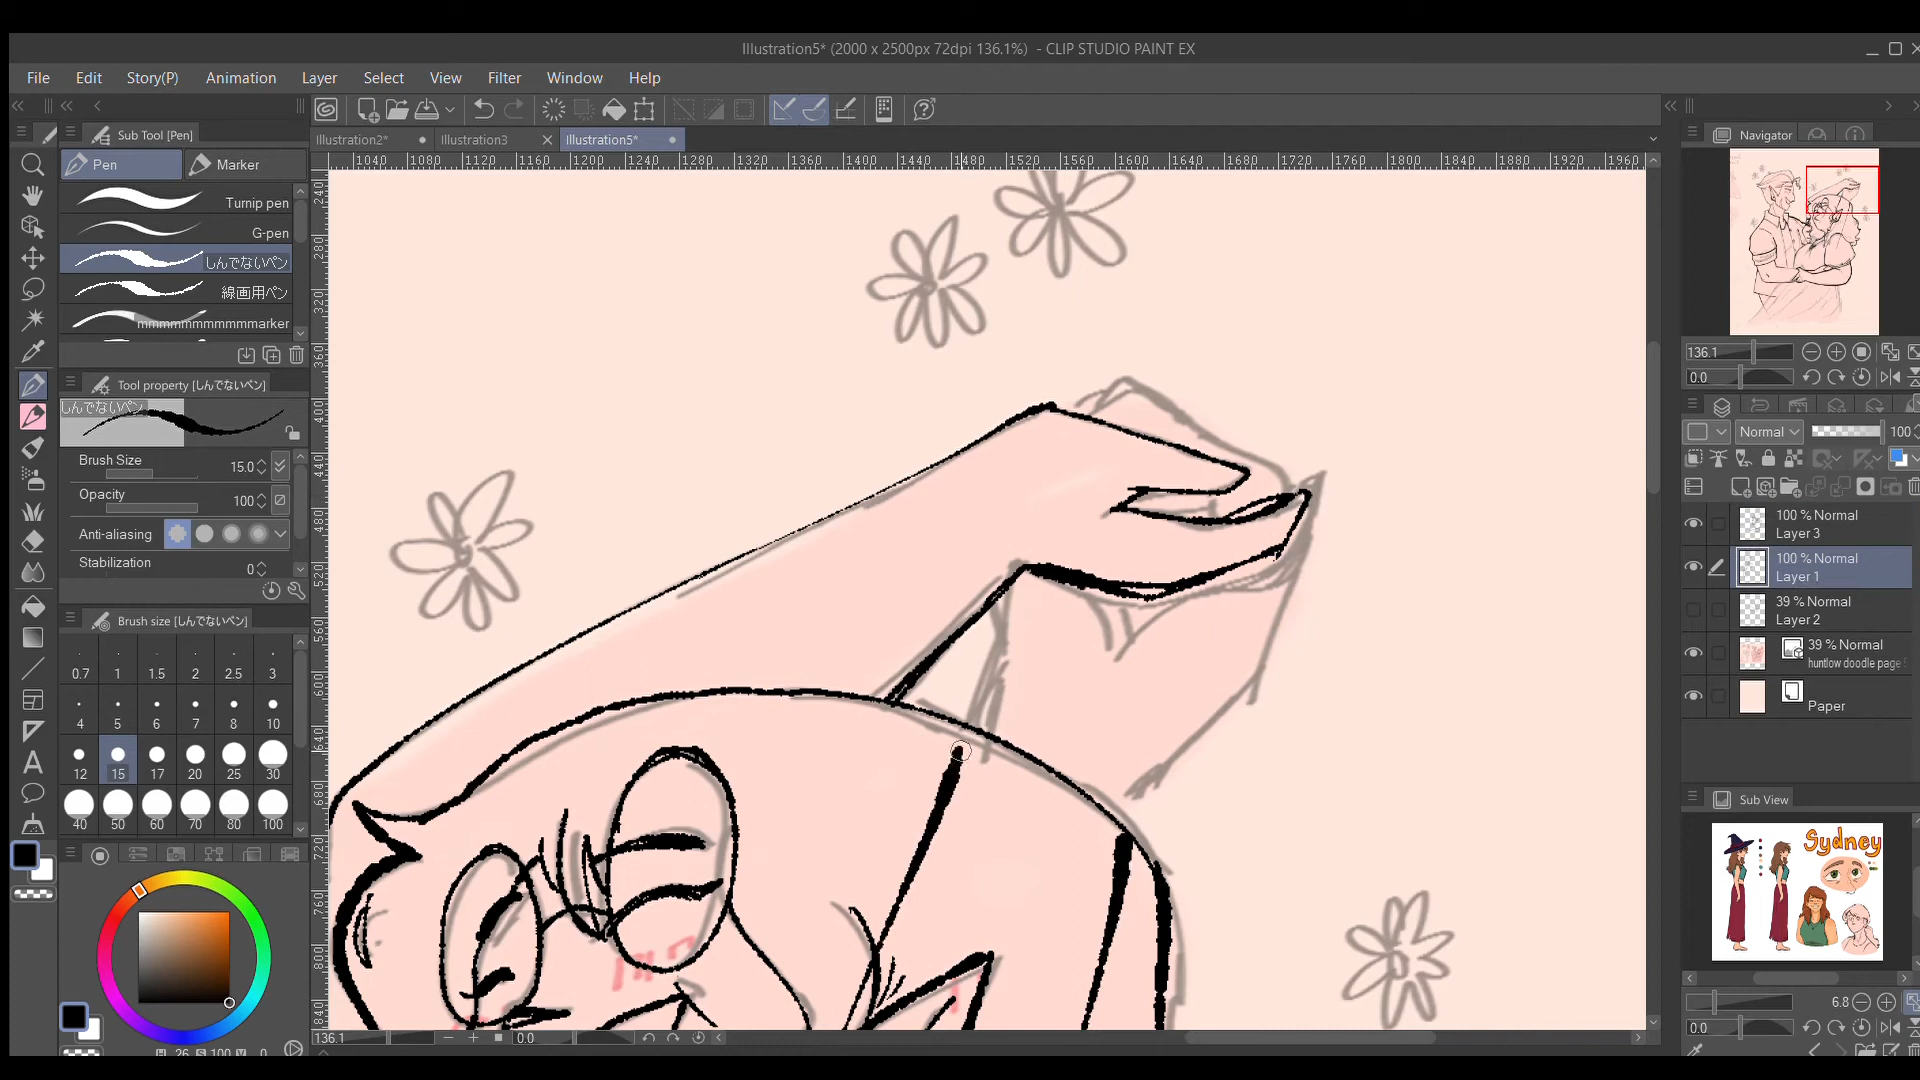 Illustration5* (2000 x 2500px 72dpi 136.1%) - CLIP STUDIO PAINT EX
File Edit Story(P) Animation Layer Select View Filter Window Help
Illustration2* Illustration3 Illustration5*
Sub Tool [Pen]
Pen Marker
Turnip pen
G-pen
しんでないペン
線画用ペン
mmmmmmmmmmarker
Tool property [しんでないペン]
しんでないペン
Brush Size 15.0
Opacity 100
Anti-aliasing
Stabilization 0
Brush size [しんでないペン]
0.7 1 1.5 2 2.5 3
4 5 6 7 8 10
12 15 17 20 25 30
40 50 60 70 80 100
H 26 S 100 V 0
1040 1080 1120 1160 1200 1240 1280 1320 1360 1400 1440 1480 1520 1560 1600 1640 1680 1720 1760 1800 1840 1880 1920 1960
240
280
320
360
400
440
480
520
560
600
640
680
720
760
800
840
136.1 0.0
Navigator
136.1
0.0
Normal 100
100 % Normal
Layer 3
100 % Normal
Layer 1
39 % Normal
Layer 2
39 % Normal
huntlow doodle page
Paper
Sub View
Sydney
6.8
0.0